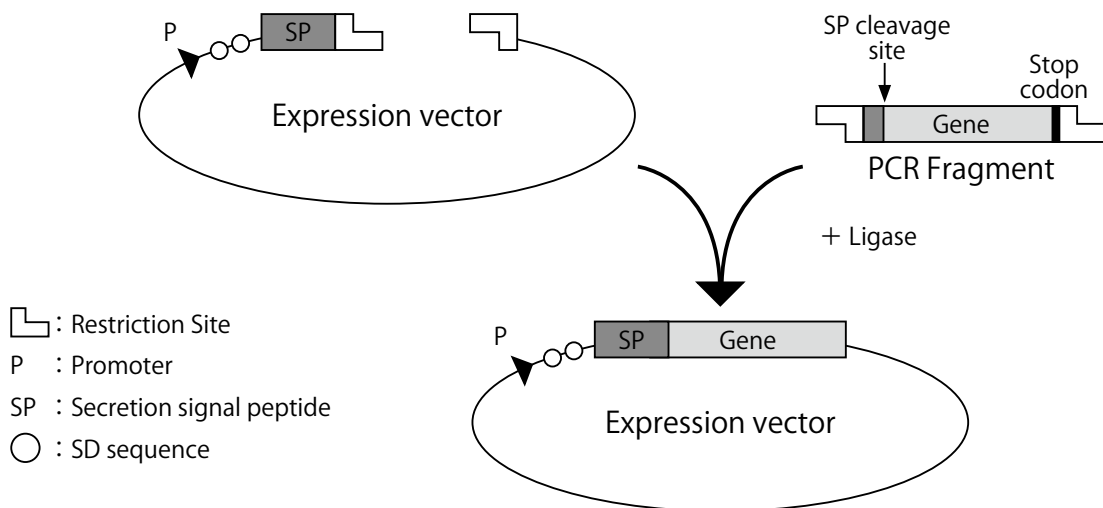 P
SP
Expression vector
SP cleavage
site
Stop
codon
Gene
PCR Fragment
+ Ligase
: Restriction Site
P : Promoter
SP : Secretion signal peptide
: SD sequence
P
SP
Gene
Expression vector